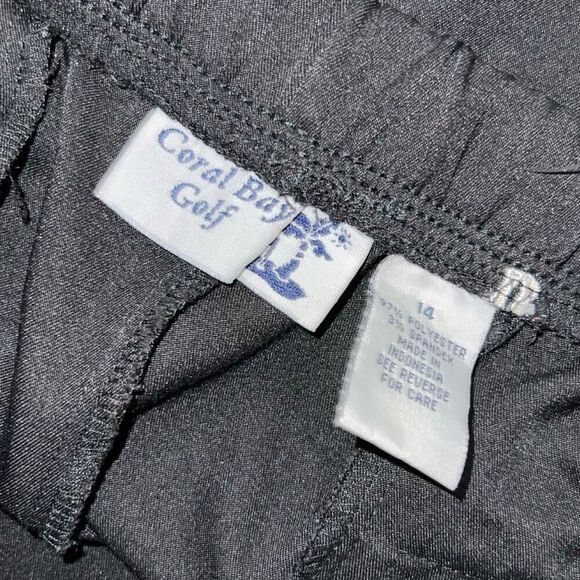 Coral Bay
Golf
14
97% POLYESTER
3% SPANDEX
MADE IN
INDONESIA
SEE REVERSE
FOR CARE